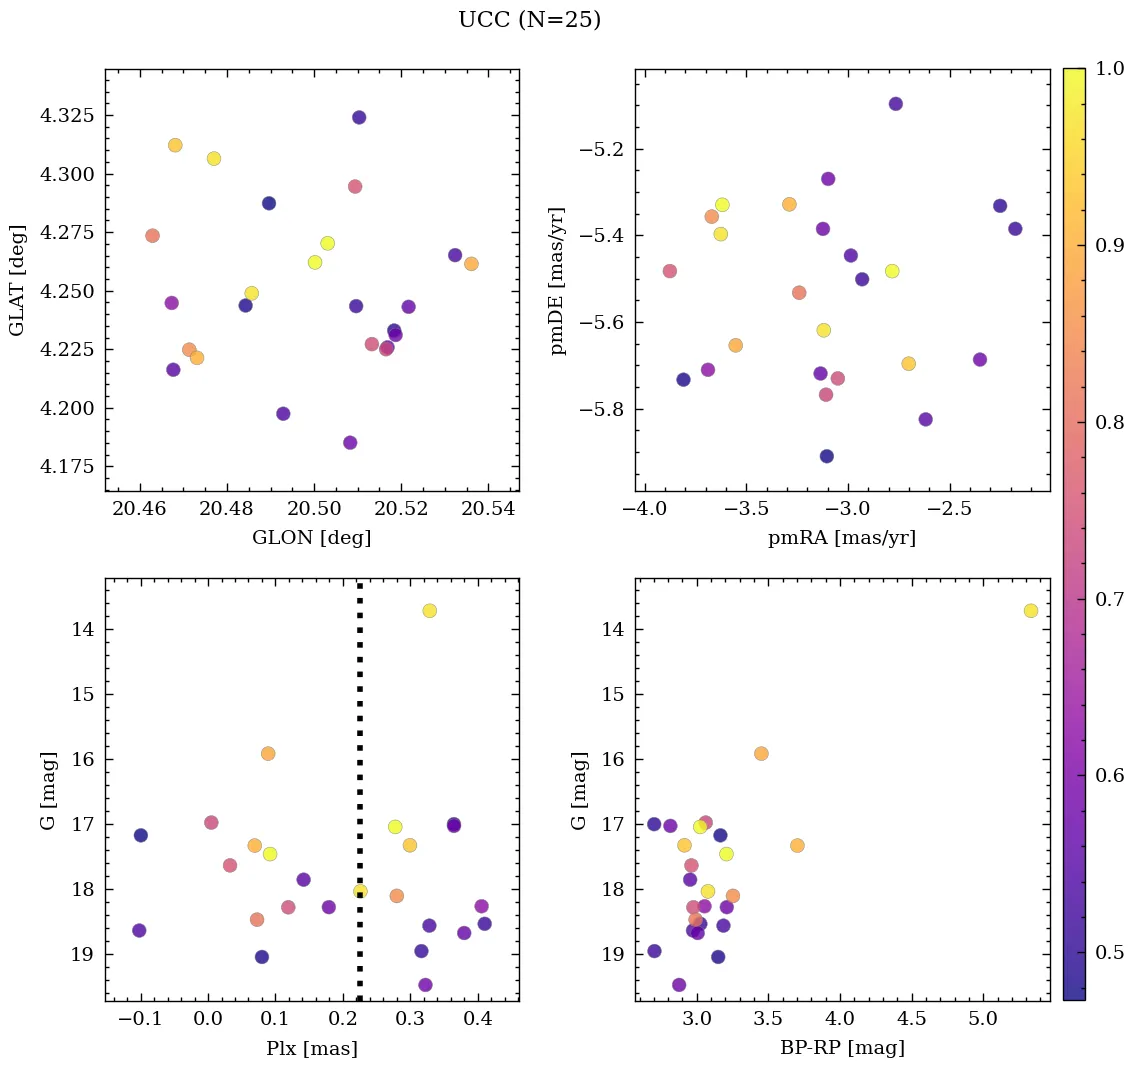 UCC (N=25)
4.325
4.300
4.275
4.250
4.225
4.200
4.175
GLAT [deg]
20.46 20.48 20.50 20.52 20.54
GLON [deg]
−5.2
−5.4
−5.6
−5.8
pmDE [mas/yr]
−4.0 −3.5 −3.0 −2.5
pmRA [mas/yr]
14
15
16
17
18
19
G [mag]
−0.1 0.0 0.1 0.2 0.3 0.4
Plx [mas]
14
15
16
17
18
19
G [mag]
3.0 3.5 4.0 4.5 5.0
BP-RP [mag]
1.0
0.9
0.8
0.7
0.6
0.5